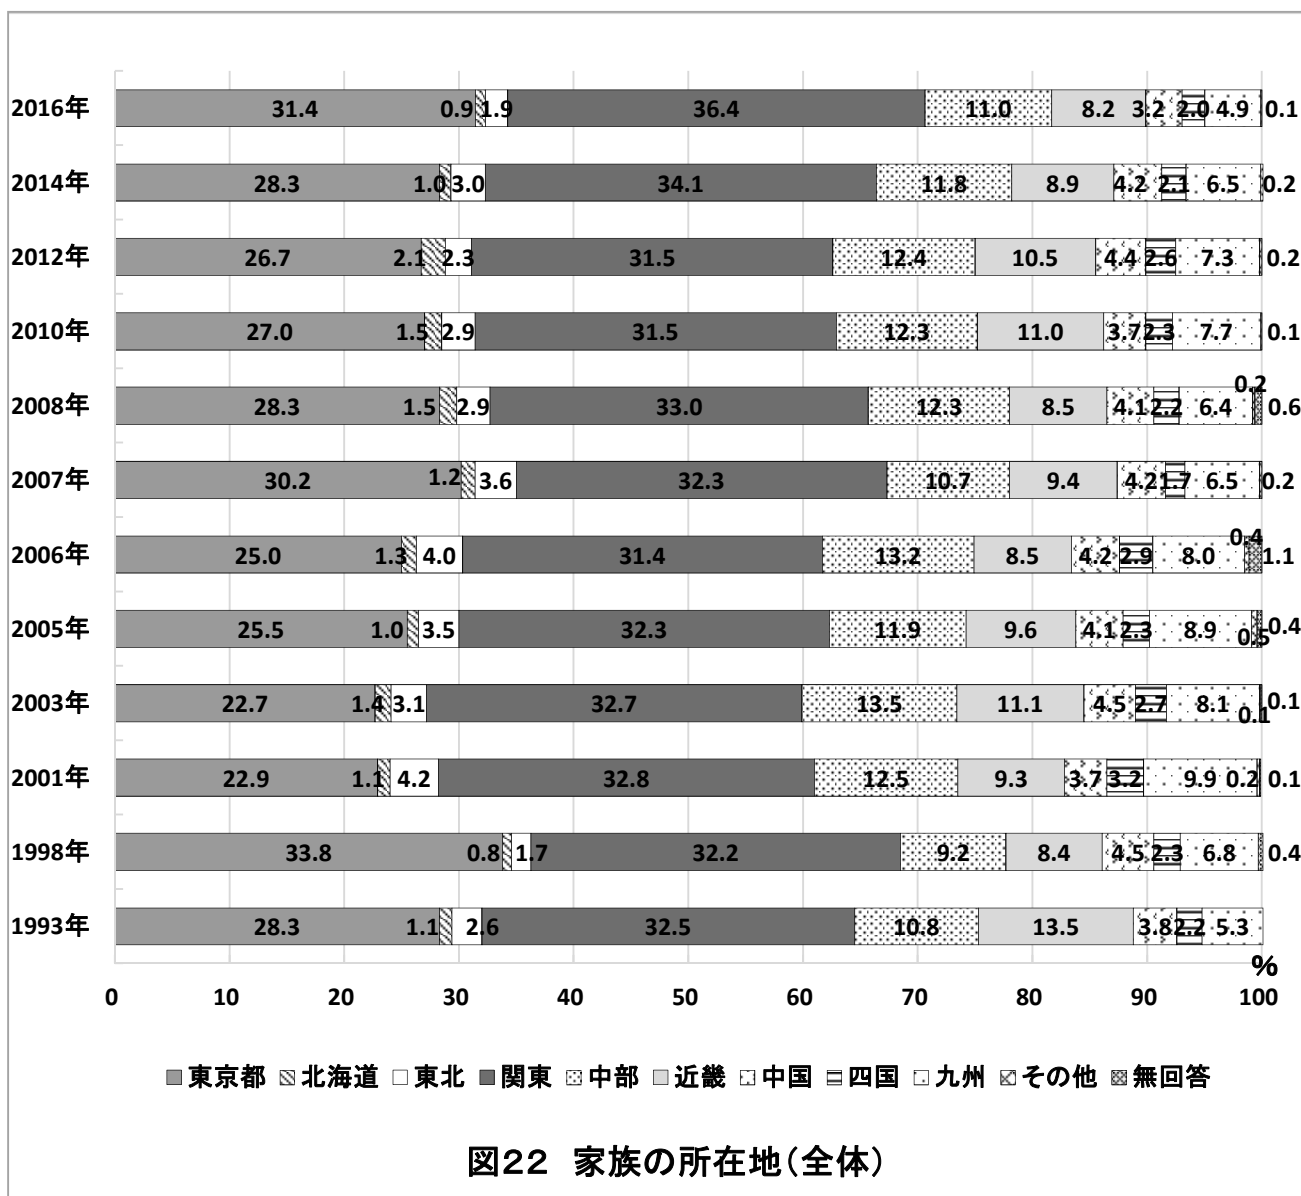 2016年 31.4 0.9 1.9 36.4 11.0 8.2 3.2 2.0 4.9 0.1
2014年 28.3 1.0 3.0 34.1 11.8 8.9 4.2 2.1 6.5 0.2
2012年 26.7 2.1 2.3 31.5 12.4 10.5 4.4 2.6 7.3 0.2
2010年 27.0 1.5 2.9 31.5 12.3 11.0 3.7 2.3 7.7 0.1
2008年 28.3 1.5 2.9 33.0 12.3 8.5 4.1 2.2 6.4 0.2 0.6
2007年 30.2 1.2 3.6 32.3 10.7 9.4 4.2 1.7 6.5 0.2
2006年 25.0 1.3 4.0 31.4 13.2 8.5 4.2 2.9 8.0 0.4 1.1
2005年 25.5 1.0 3.5 32.3 11.9 9.6 4.1 2.3 8.9 0.5 0.4
2003年 22.7 1.4 3.1 32.7 13.5 11.1 4.5 2.7 8.1 0.1 0.1
2001年 22.9 1.1 4.2 32.8 12.5 9.3 3.7 3.2 9.9 0.2 0.1
1998年 33.8 0.8 1.7 32.2 9.2 8.4 4.5 2.3 6.8 0.4
1993年 28.3 1.1 2.6 32.5 10.8 13.5 3.8 2.2 5.3
%
0 10 20 30 40 50 60 70 80 90 100
東京都 北海道 東北 関東 中部 近畿 中国 四国 九州 その他 無回答
図22 家族の所在地(全体)